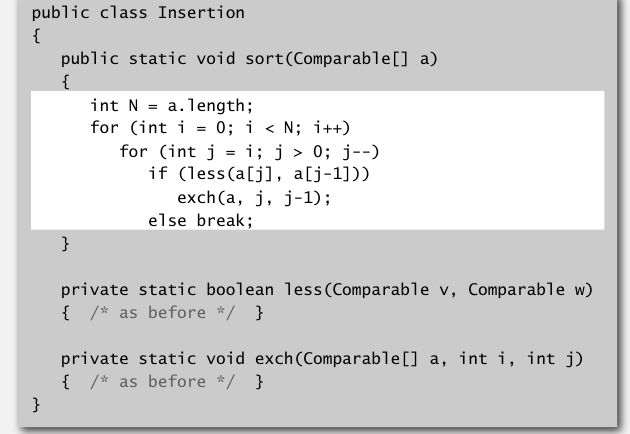 public class Insertion
{
public static void sort(Comparable[] a)
{
int N = a.length;
for (int i = 0; i < N; i++)
for (int j = i; j > 0; j--)
if (less(a[j], a[j-1]))
exch(a, j, j-1);
else break;
}
private static boolean less(Comparable v, Comparable w)
{ /* as before */ }
private static void exch(Comparable[] a, int i, int j)
{ /* as before */ }
}